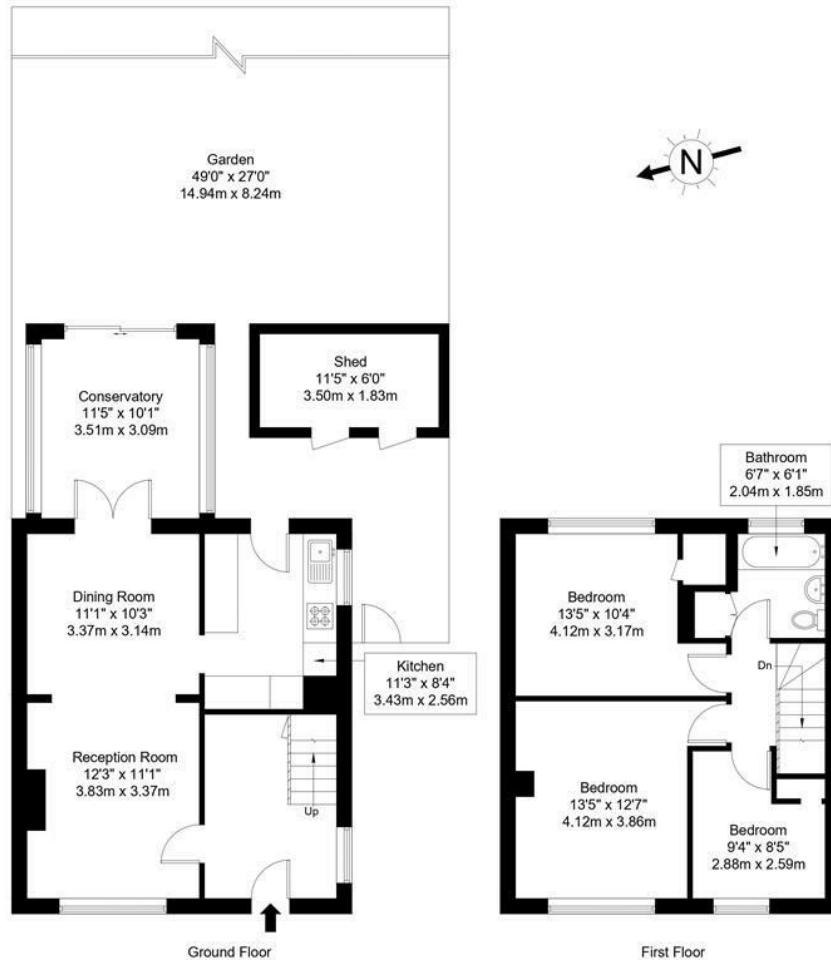 Garden
49'0" x 27'0"
14.94m x 8.24m
N
Shed
11'5" x 6'0"
3.50m x 1.83m
Conservatory
11'5" x 10'1"
3.51m x 3.09m
Bathroom
6'7" x 6'1"
2.04m x 1.85m
Dining Room
11'1" x 10'3"
3.37m x 3.14m
Kitchen
11'3" x 8'4"
3.43m x 2.56m
Bedroom
13'5" x 10'4"
4.12m x 3.17m
Dn
Reception Room
12'3" x 11'1"
3.83m x 3.37m
Up
Bedroom
13'5" x 12'7"
4.12m x 3.86m
Bedroom
9'4" x 8'5"
2.88m x 2.59m
Ground Floor
First Floor